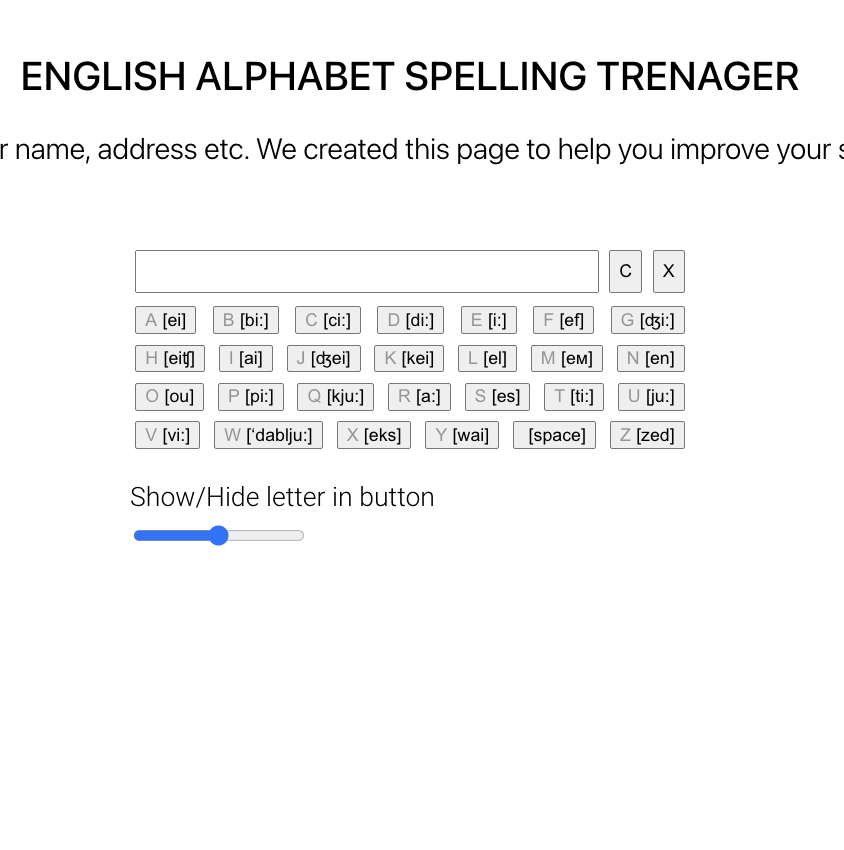 ENGLISH ALPHABET SPELLING TRENAGER
r name, address etc. We created this page to help you improve your s
C X
A [ei] B [bi:] C [ci:] D [di:] E [i:] F [ef] G [ʤi:]
H [eiʧ] I [ai] J [ʤei] K [kei] L [el] M [eм] N [en]
O [ou] P [pi:] Q [kju:] R [a:] S [es] T [ti:] U [ju:]
V [vi:] W [‘dablju:] X [eks] Y [wai] [space] Z [zed]
Show/Hide letter in button